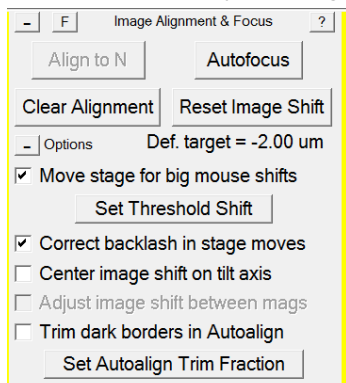 - F Image Alignment & Focus ?
Align to N Autofocus
Clear Alignment Reset Image Shift
- Options Def. target = -2.00 um
Move stage for big mouse shifts
Set Threshold Shift
Correct backlash in stage moves
Center image shift on tilt axis
Adjust image shift between mags
Trim dark borders in Autoalign
Set Autoalign Trim Fraction